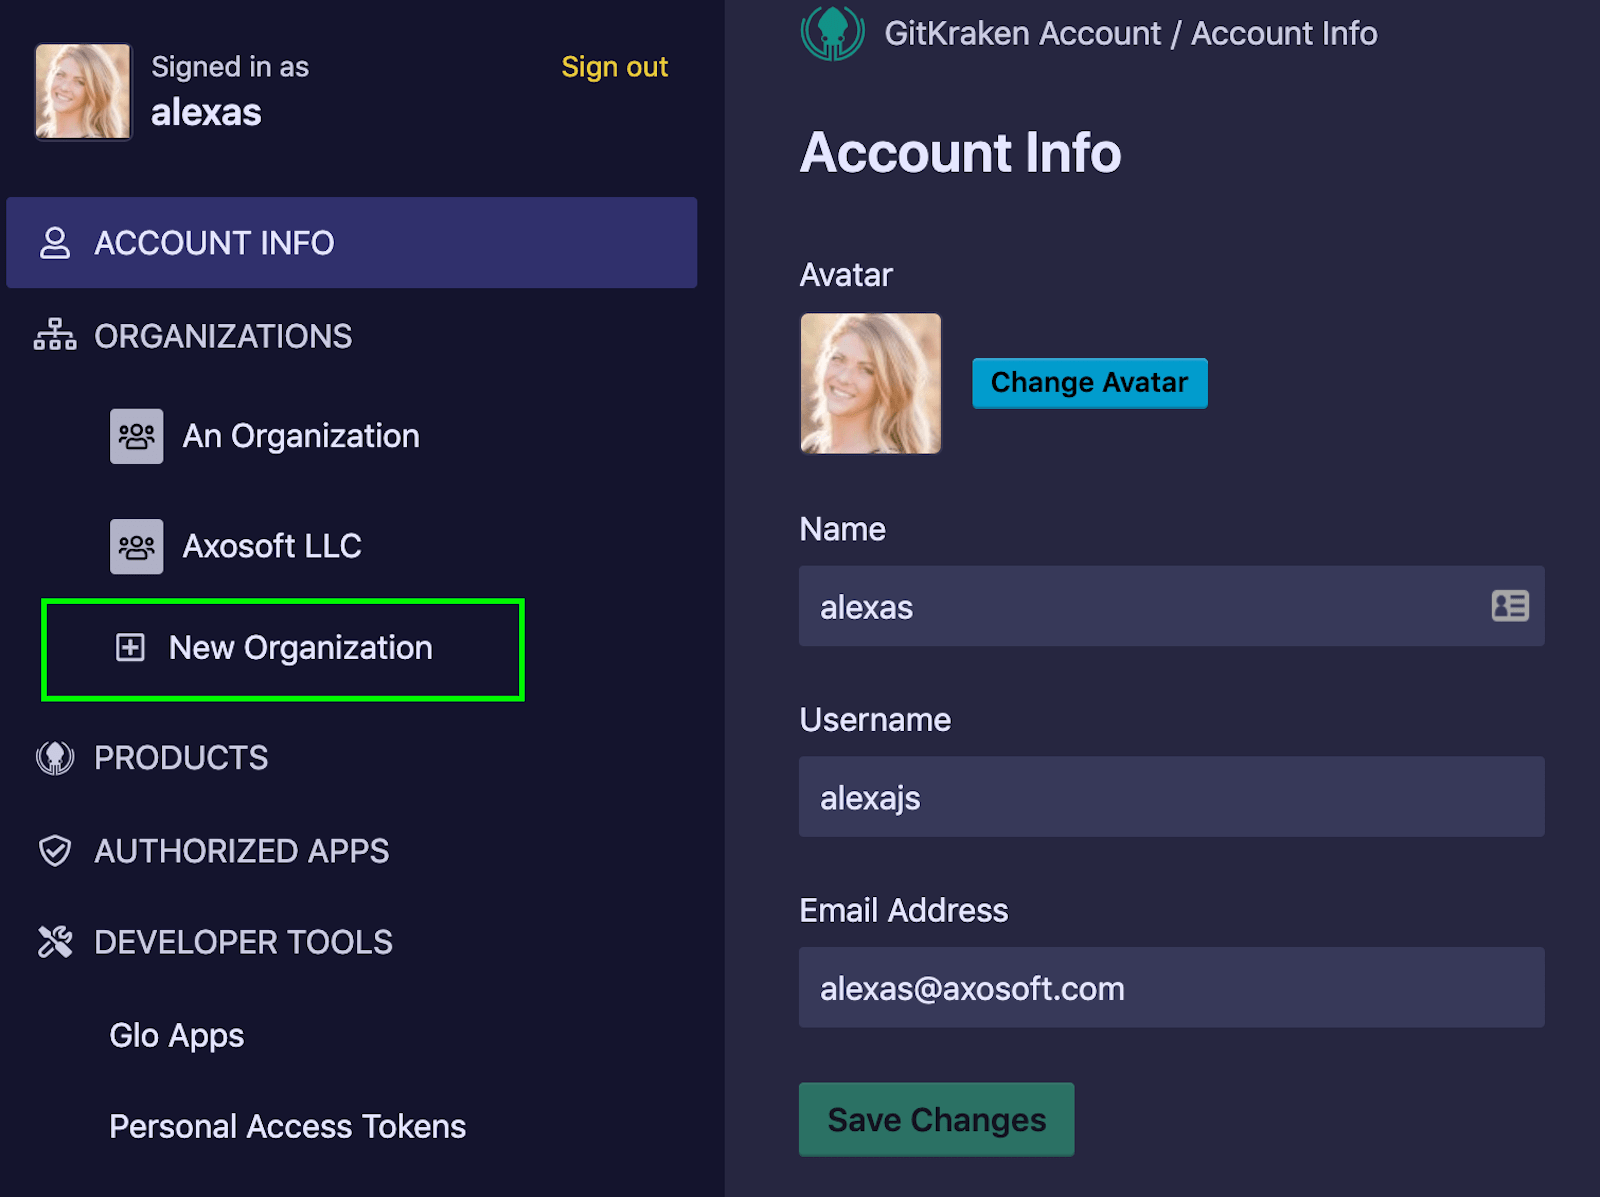 Signed in as
alexas
Sign out
ACCOUNT INFO
ORGANIZATIONS
An Organization
Axosoft LLC
New Organization
PRODUCTS
AUTHORIZED APPS
DEVELOPER TOOLS
Glo Apps
Personal Access Tokens
GitKraken Account / Account Info
Account Info
Avatar
Change Avatar
Name
alexas
Username
alexajs
Email Address
alexas@axosoft.com
Save Changes